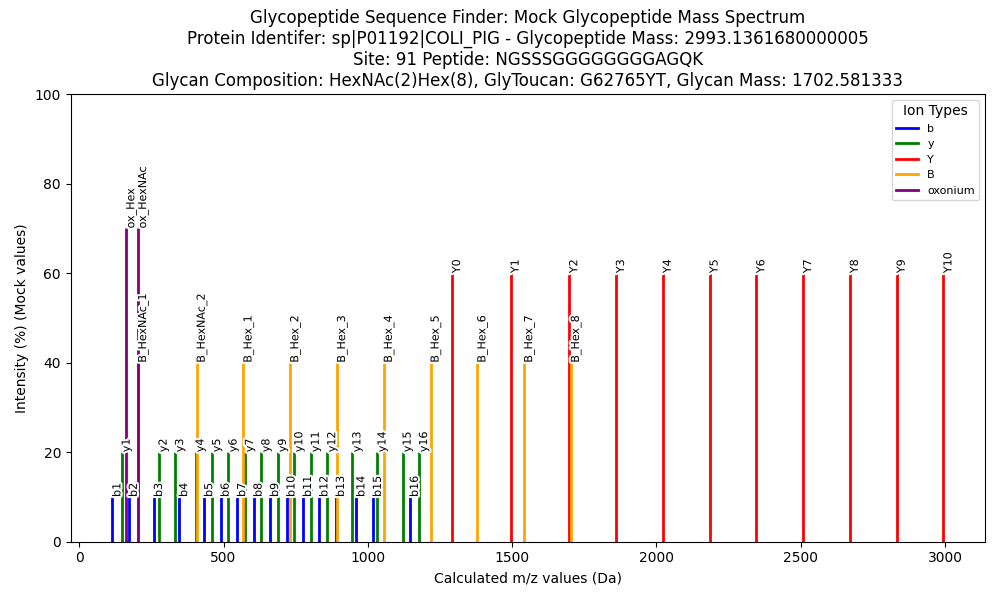 Glycopeptide Sequence Finder: Mock Glycopeptide Mass Spectrum
Protein Identifer: sp|P01192|COLI_PIG - Glycopeptide Mass: 2993.1361680000005
Site: 91 Peptide: NGSSSGGGGGGGGAGQK
Glycan Composition: HexNAc(2)Hex(8), GlyToucan: G62765YT, Glycan Mass: 1702.581333
Intensity (%) (Mock values)
100
80
60
40
20
0
Ion Types
b
y
Y
B
oxonium
ox_Hex
ox_HexNAc
Y0
Y1
Y2
Y3
Y4
Y5
Y6
Y7
Y8
Y9
Y10
B_HexNAc_1
B_HexNAc_2
B_Hex_1
B_Hex_2
B_Hex_3
B_Hex_4
B_Hex_5
B_Hex_6
B_Hex_7
B_Hex_8
y1
y2
y3
y4
y5
y6
y7
y8
y9
y10
y11
y12
y13
y14
y15
y16
b1
b2
b3
b4
b5
b6
b7
b8
b9
b10
b11
b12
b13
b14
b15
b16
0
500
1000
1500
2000
2500
3000
Calculated m/z values (Da)